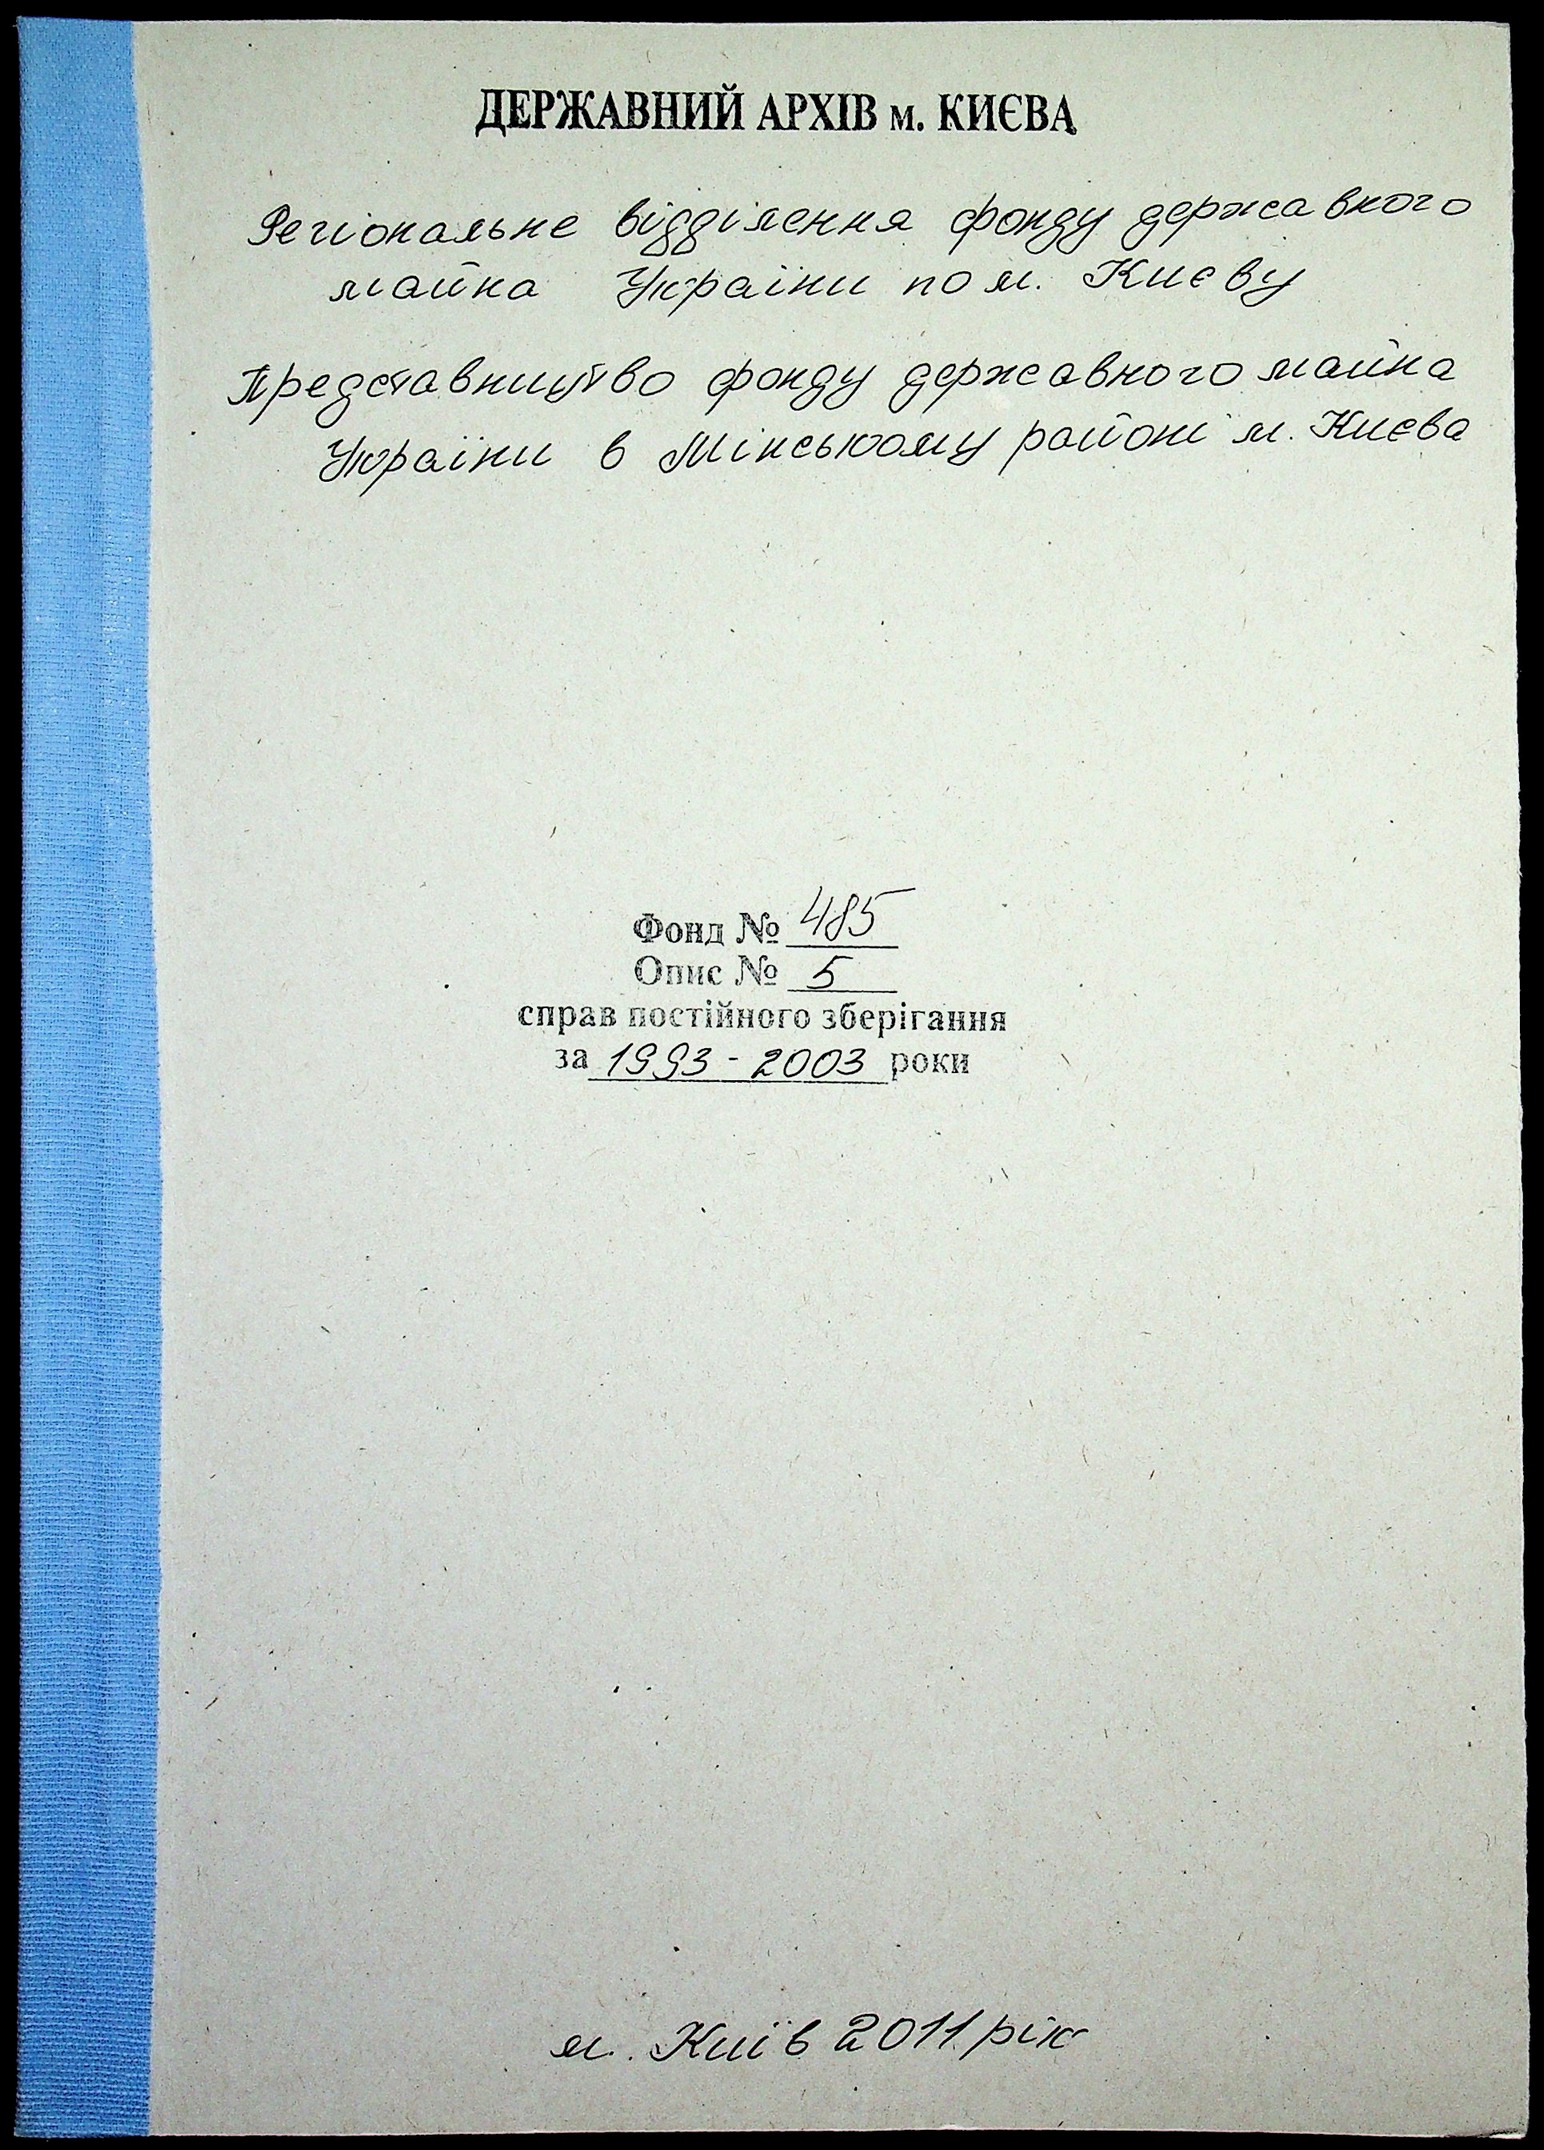 ДЕРЖАВНИЙ АРХІВ м. КИЄВА
Регіональне відділення фонду державного
майна України по м. Києву
Представництво фонду державного майна
України в Мінському районі м. Києва
Фонд № 485
Опис № 5
справ постійного зберігання
за 1993 - 2003 роки
м. Київ 2011 рік